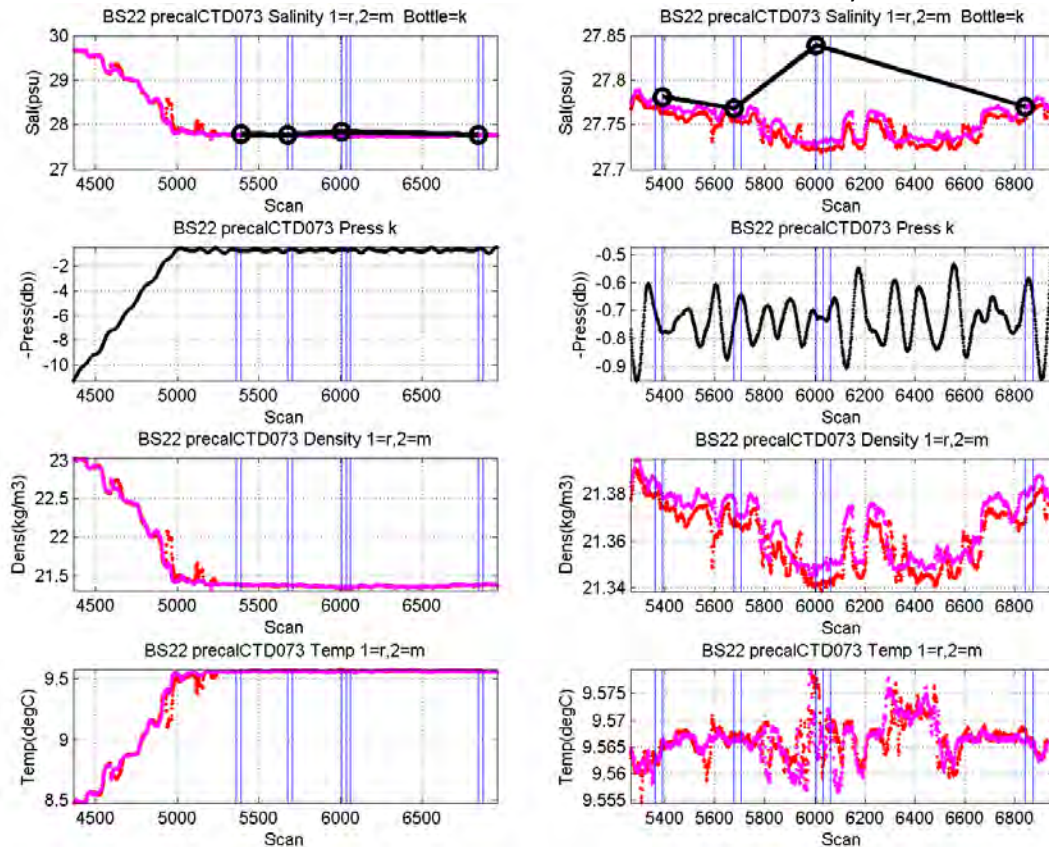 BS22 precalCTD073 Salinity 1=r,2=m Bottle=k
30
29
28
27
Sal(psu)
4500 5000 5500 6000 6500
Scan
BS22 precalCTD073 Salinity 1=r,2=m Bottle=k
27.85
27.8
27.75
27.7
Sal(psu)
5400 5600 5800 6000 6200 6400 6600 6800
Scan
BS22 precalCTD073 Press k
-2
-4
-6
-8
-10
-Press(db)
4500 5000 5500 6000 6500
Scan
BS22 precalCTD073 Press k
-0.5
-0.6
-0.7
-0.8
-0.9
-Press(db)
5400 5600 5800 6000 6200 6400 6600 6800
Scan
BS22 precalCTD073 Density 1=r,2=m
23
22.5
22
21.5
Dens(kg/m3)
4500 5000 5500 6000 6500
Scan
BS22 precalCTD073 Density 1=r,2=m
21.38
21.36
21.34
Dens(kg/m3)
5400 5600 5800 6000 6200 6400 6600 6800
Scan
BS22 precalCTD073 Temp 1=r,2=m
9.5
9
8.5
Temp(degC)
4500 5000 5500 6000 6500
Scan
BS22 precalCTD073 Temp 1=r,2=m
9.575
9.57
9.565
9.56
9.555
Temp(degC)
5400 5600 5800 6000 6200 6400 6600 6800
Scan